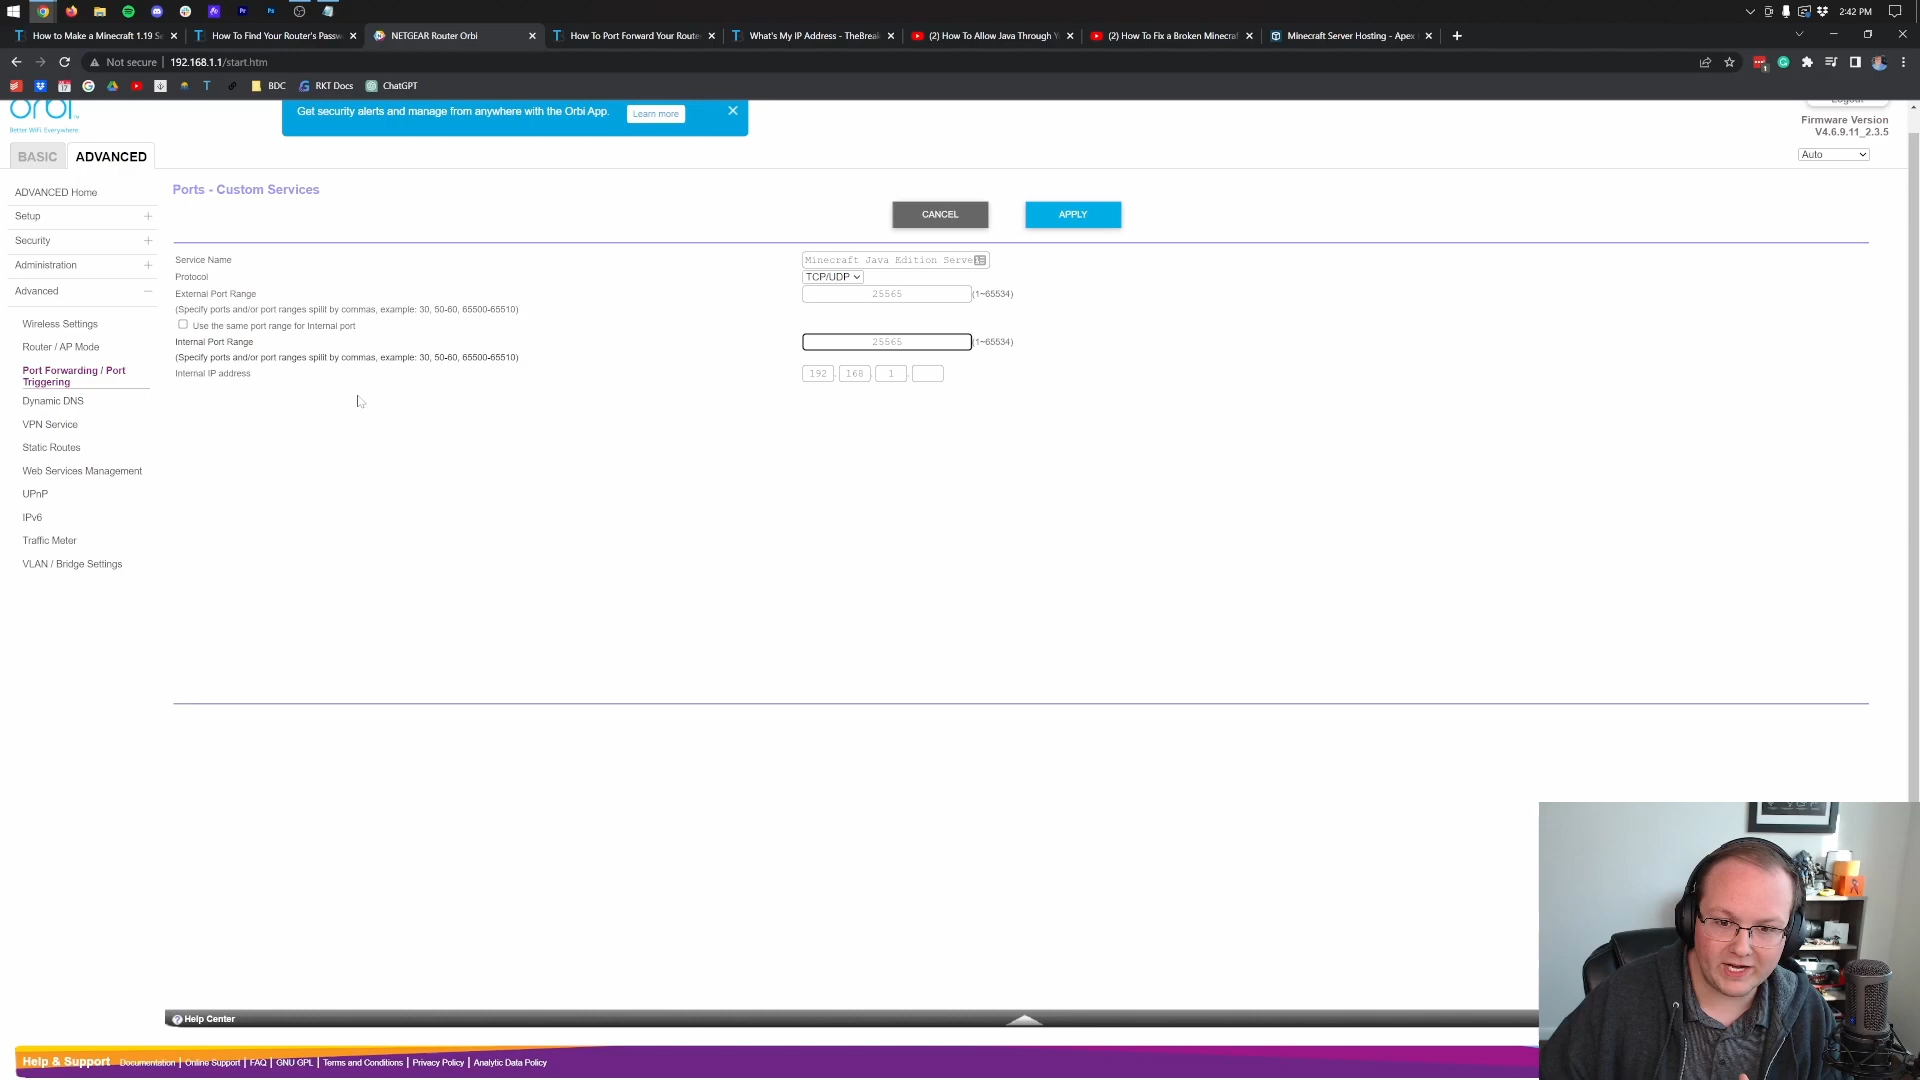 2:42 PM
How to Make a Minecraft 1.19 Se
How To Find Your Router's Passw
NETGEAR Router Orbi
How To Port Forward Your Route
What's My IP Address - TheBreak
(2) How To Allow Java Through Y
(2) How To Fix a Broken Minecra
Minecraft Server Hosting - Apex
Not secure | 192.168.1.1/start.htm
BDC RKT Docs ChatGPT
orbi
Better WiFi. Everywhere.
Get security alerts and manage from anywhere with the Orbi App. Learn more
Logout
Firmware Version
V4.6.9.11_2.3.5
Auto
BASIC ADVANCED
ADVANCED Home
Setup
Security
Administration
Advanced
Wireless Settings
Router / AP Mode
Port Forwarding / Port
Triggering
Dynamic DNS
VPN Service
Static Routes
Web Services Management
UPnP
IPv6
Traffic Meter
VLAN / Bridge Settings
Ports - Custom Services
CANCEL APPLY
Service Name Minecraft Java Edition Serve
Protocol TCP/UDP
External Port Range 25565 (1~65534)
(Specify ports and/or port ranges spilit by commas, example: 30, 50-60, 65500-65510)
Use the same port range for Internal port
Internal Port Range 25565 (1~65534)
(Specify ports and/or port ranges spilit by commas, example: 30, 50-60, 65500-65510)
Internal IP address 192 . 168 . 1 .
Help Center
Help & Support Documentation | Online Support | FAQ | GNU GPL | Terms and Conditions | Privacy Policy | Analytic Data Policy